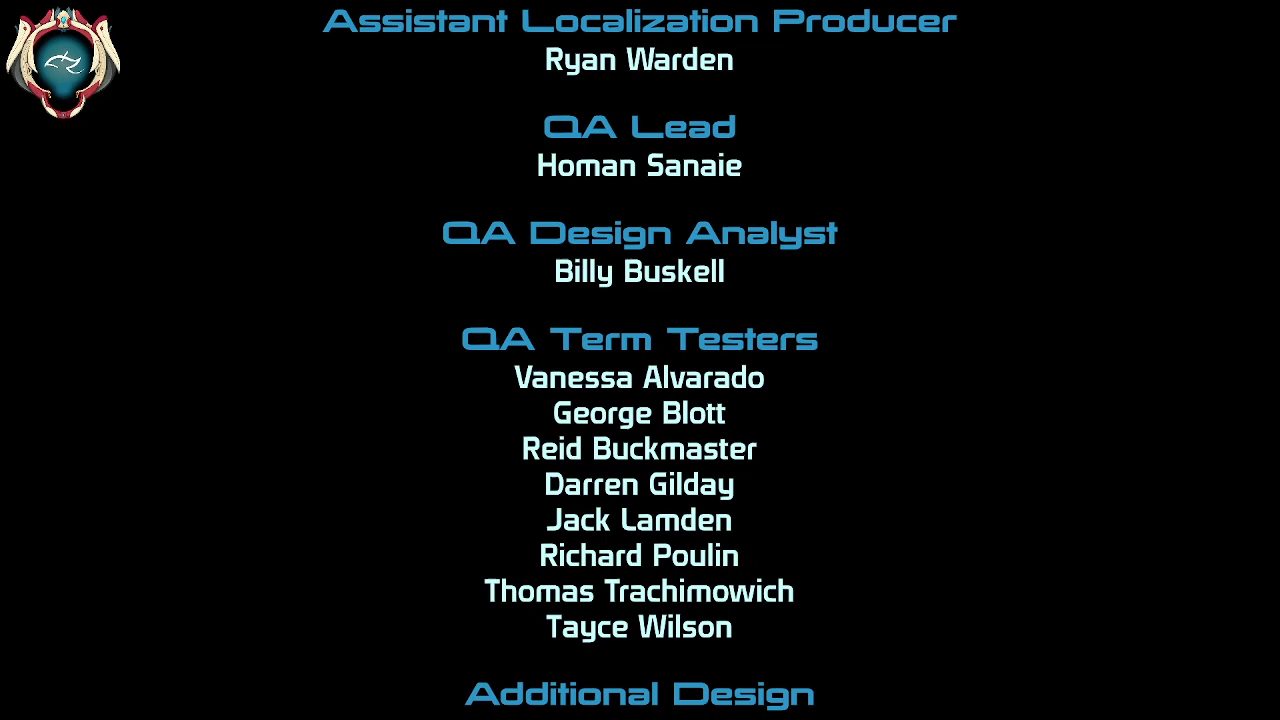 Assistant Localization Producer
Ryan Warden
QA Lead
Homan Sanaie
QA Design Analyst
Billy Buskell
QA Term Testers
Vanessa Alvarado
George Blott
Reid Buckmaster
Darren Gilday
Jack Lamden
Richard Poulin
Thomas Trachimowich
Tayce Wilson
Additional Design